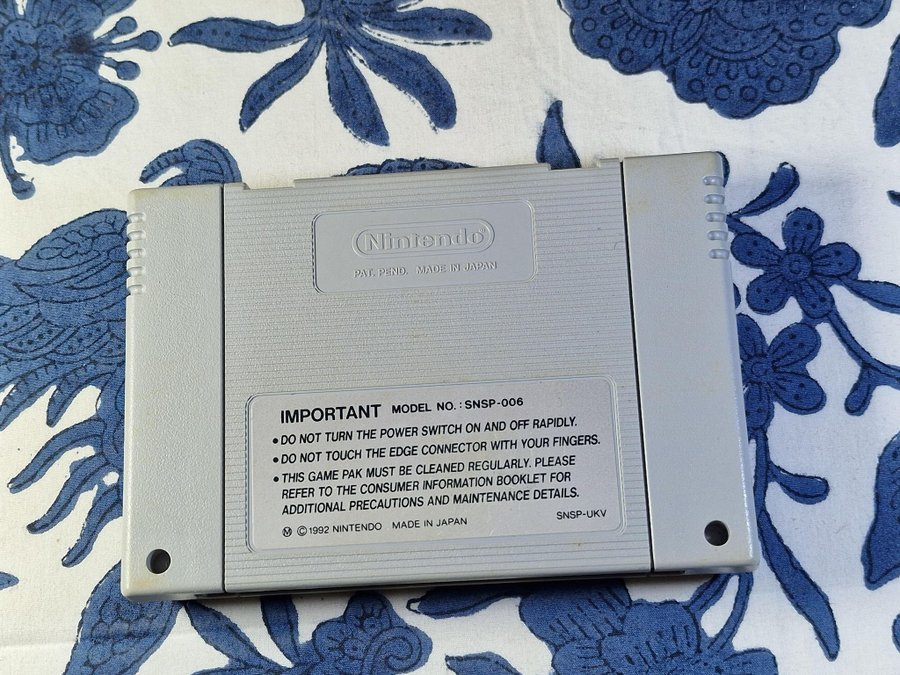 Nintendo®
PAT. PEND. MADE IN JAPAN
IMPORTANT MODEL NO. : SNSP-006
• DO NOT TURN THE POWER SWITCH ON AND OFF RAPIDLY.
• DO NOT TOUCH THE EDGE CONNECTOR WITH YOUR FINGERS.
• THIS GAME PAK MUST BE CLEANED REGULARLY. PLEASE
REFER TO THE CONSUMER INFORMATION BOOKLET FOR
ADDITIONAL PRECAUTIONS AND MAINTENANCE DETAILS.
Ⓜ ©1992 NINTENDO MADE IN JAPAN SNSP-UKV